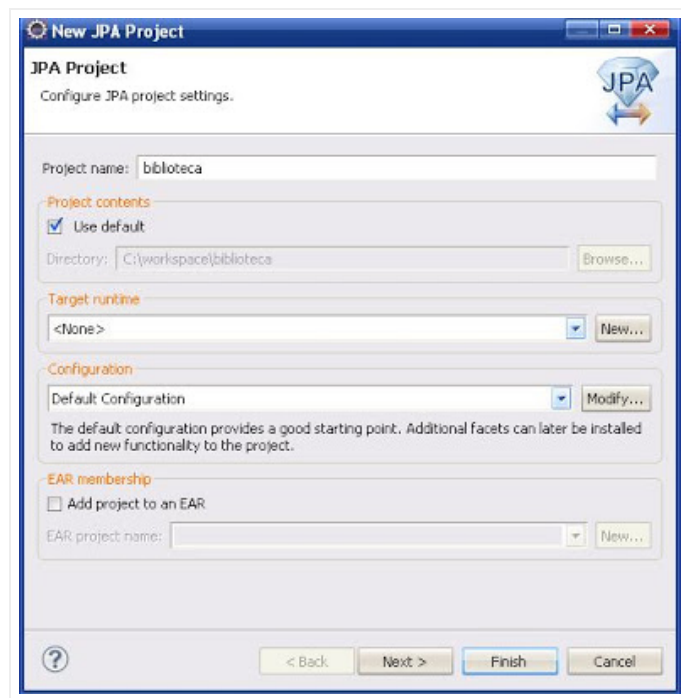 New JPA Project
JPA Project
Configure JPA project settings.
JPA
Project name: biblioteca
Project contents
Use default
Directory: C:\workspace\biblioteca Browse...
Target runtime
<None> New...
Configuration
Default Configuration Modify...
The default configuration provides a good starting point. Additional facets can later be installed
to add new functionality to the project.
EAR membership
Add project to an EAR
EAR project name: New...
? < Back Next > Finish Cancel